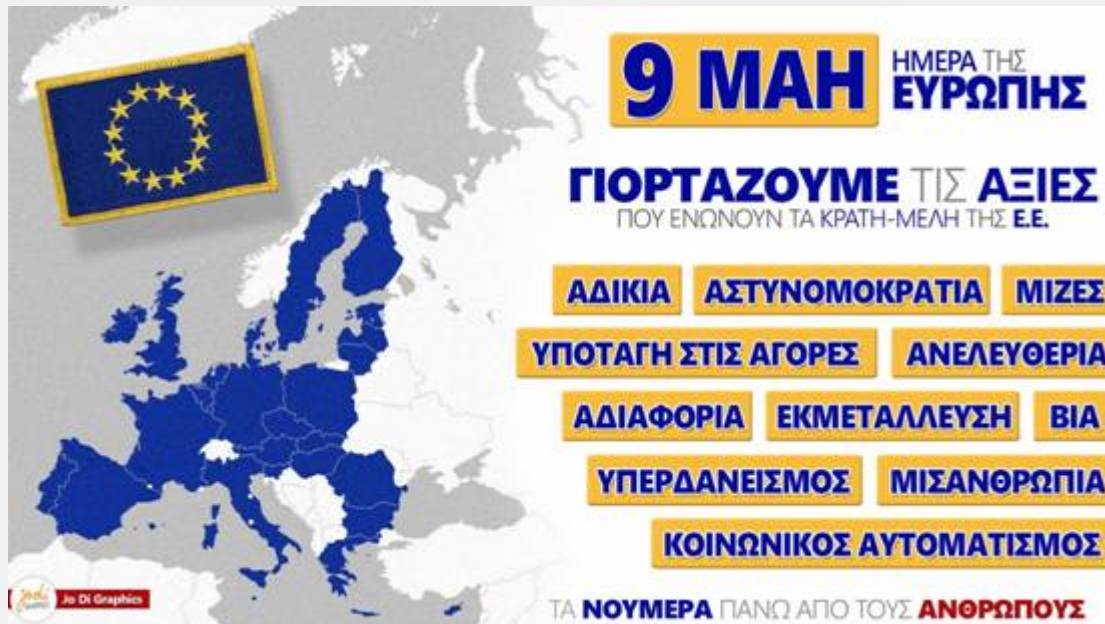 9 ΜΑΗ ΗΜΕΡΑ ΤΗΣ
ΕΥΡΩΠΗΣ
ΓΙΟΡΤΑΖΟΥΜΕ ΤΙΣ ΑΞΙΕΣ
ΠΟΥ ΕΝΩΝΟΥΝ ΤΑ ΚΡΑΤΗ-ΜΕΛΗ ΤΗΣ Ε.Ε.
ΑΔΙΚΙΑ ΑΣΤΥΝΟΜΟΚΡΑΤΙΑ ΜΙΖΕΣ
ΥΠΟΤΑΓΗ ΣΤΙΣ ΑΓΟΡΕΣ ΑΝΕΛΕΥΘΕΡΙΑ
ΑΔΙΑΦΟΡΙΑ ΕΚΜΕΤΑΛΛΕΥΣΗ ΒΙΑ
ΥΠΕΡΔΑΝΕΙΣΜΟΣ ΜΙΣΑΝΘΡΩΠΙΑ
ΚΟΙΝΩΝΙΚΟΣ ΑΥΤΟΜΑΤΙΣΜΟΣ
ΤΑ ΝΟΥΜΕΡΑ ΠΑΝΩ ΑΠΟ ΤΟΥΣ ΑΝΘΡΩΠΟΥΣ
Jo Di Graphics